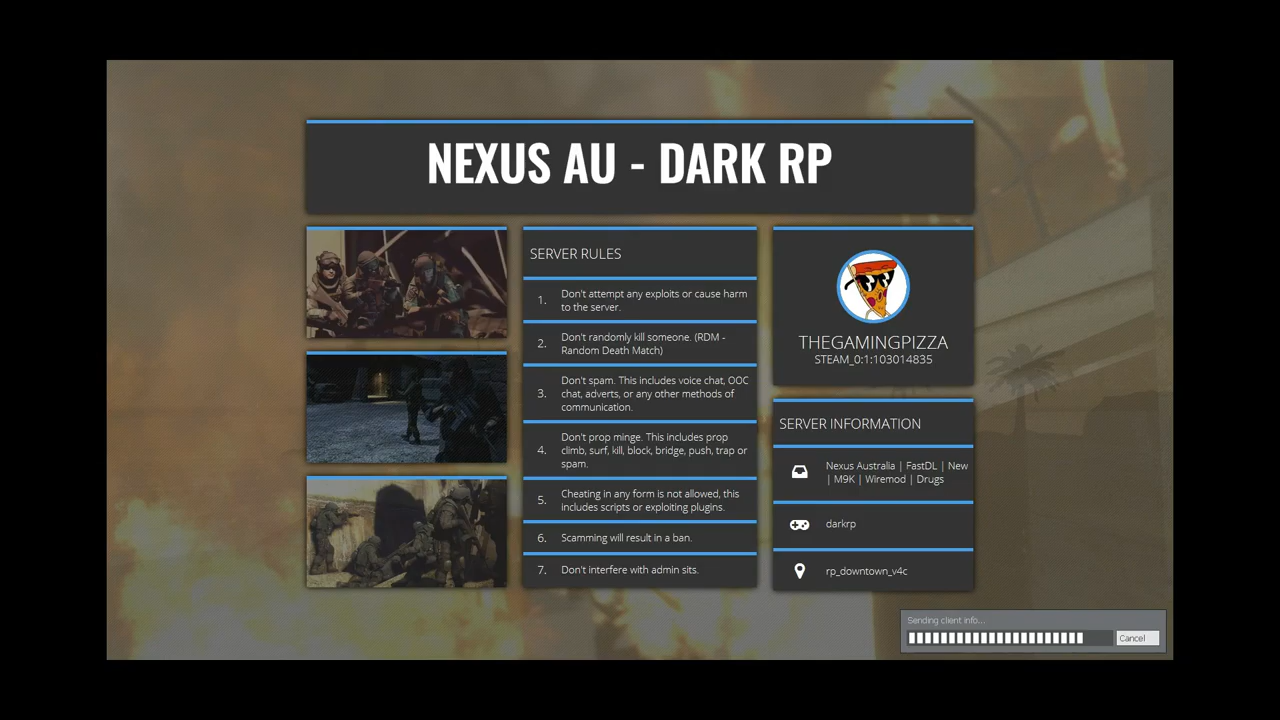 NEXUS AU - DARK RP
SERVER RULES
1. Don't attempt any exploits or cause harm
to the server.
2. Don't randomly kill someone. (RDM -
Random Death Match)
3. Don't spam. This includes voice chat, OOC
chat, adverts, or any other methods of
communication.
4. Don't prop minge. This includes prop
climb, surf, kill, block, bridge, push, trap or
spam.
5. Cheating in any form is not allowed, this
includes scripts or exploiting plugins.
6. Scamming will result in a ban.
7. Don't interfere with admin sits.
THEGAMINGPIZZA
STEAM_0:1:103014835
SERVER INFORMATION
Nexus Australia | FastDL | New
| M9K | Wiremod | Drugs
darkrp
rp_downtown_v4c
Sending client info...
Cancel